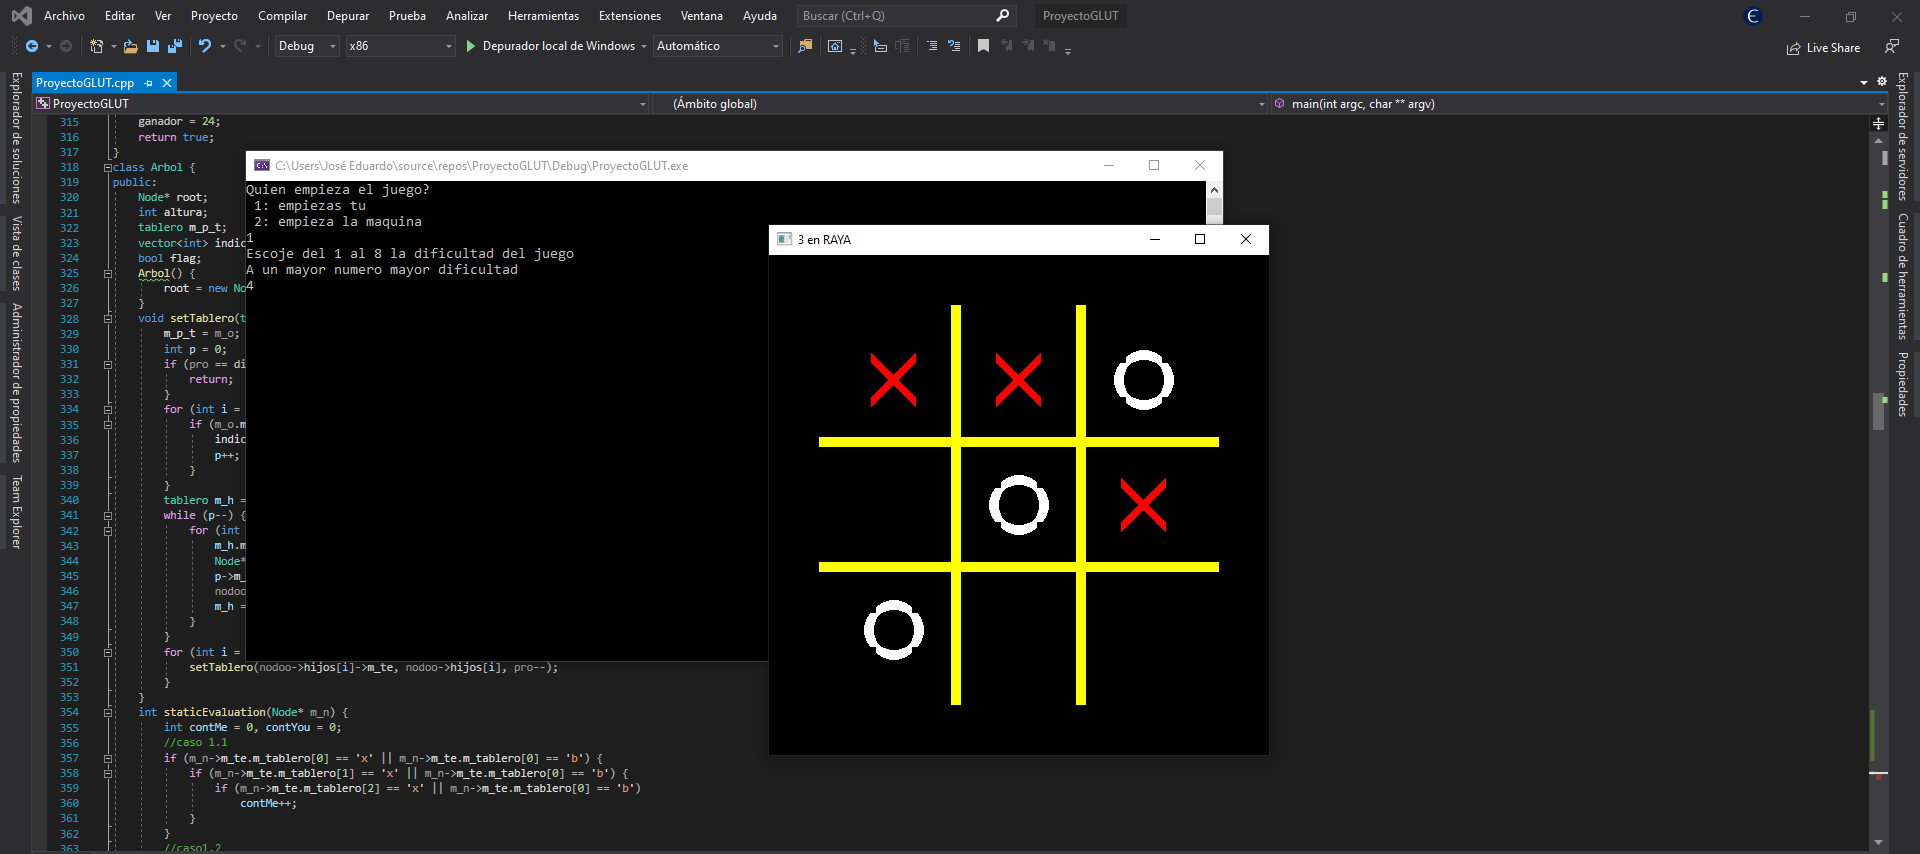 Archivo Editar Ver Proyecto Compilar Depurar Prueba Analizar Herramientas Extensiones Ventana Ayuda Buscar (Ctrl+Q) ProyectoGLUT
Debug x86 Depurador local de Windows Automático Live Share
ProyectoGLUT.cpp
ProyectoGLUT (Ámbito global) main(int argc, char ** argv)
Explorador de soluciones
Vista de clases
Administrador de propiedades
Team Explorer
315 ganador = 24;
316 return true;
317 }
318 class Arbol {
319 public:
320 Node* root;
321 int altura;
322 tablero m_p_t;
323 vector<int> indic
324 bool flag;
325 Arbol() {
326 root = new No
327 }
328 void setTablero(t
329 m_p_t = m_o;
330 int p = 0;
331 if (pro == di
332 return;
333 }
334 for (int i =
335 if (m_o.m
336 indic
337 p++;
338 }
339 }
340 tablero m_h =
341 while (p--) {
342 for (int
343 m_h.m
344 Node*
345 p->m_
346 nodoo
347 m_h =
348 }
349 }
350 for (int i =
351 setTablero(nodoo->hijos[i]->m_te, nodoo->hijos[i], pro--);
352 }
353 }
354 int staticEvaluation(Node* m_n) {
355 int contMe = 0, contYou = 0;
356 //caso 1.1
357 if (m_n->m_te.m_tablero[0] == 'x' || m_n->m_te.m_tablero[0] == 'b') {
358 if (m_n->m_te.m_tablero[1] == 'x' || m_n->m_te.m_tablero[0] == 'b') {
359 if (m_n->m_te.m_tablero[2] == 'x' || m_n->m_te.m_tablero[0] == 'b')
360 contMe++;
361 }
362 }
363 //caso1.2
C:\Users\José Eduardo\source\repos\ProyectoGLUT\Debug\ProyectoGLUT.exe
Quien empieza el juego?
1: empiezas tu
2: empieza la maquina
1
Escoje del 1 al 8 la dificultad del juego
A un mayor numero mayor dificultad
4
3 en RAYA
Explorador de servidores
Cuadro de herramientas
Propiedades